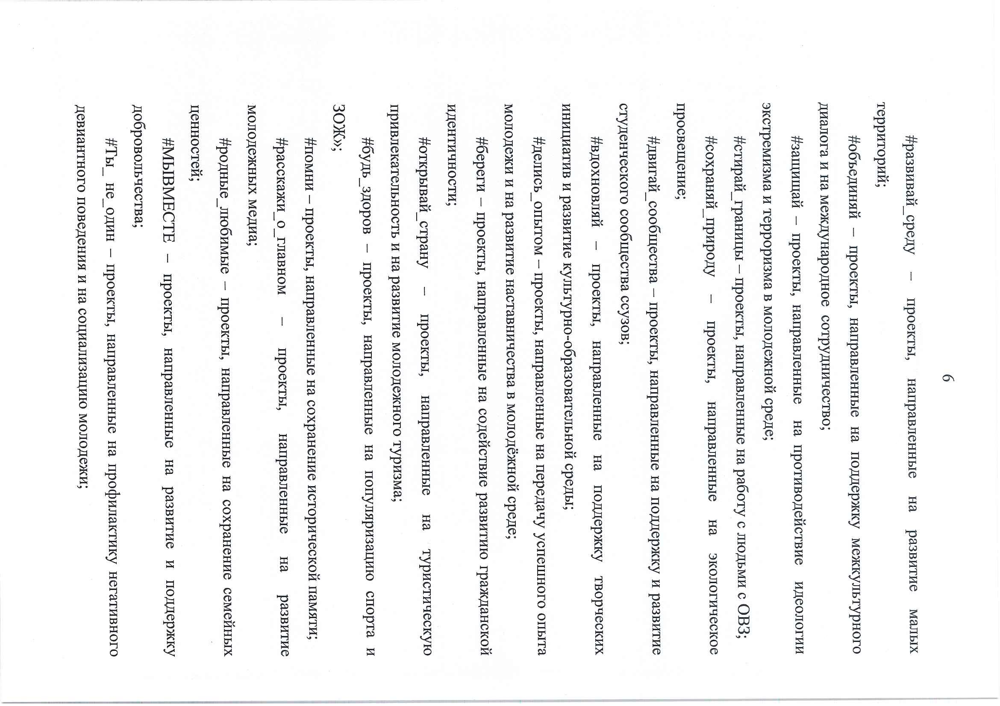 6
#развивай_среду – проекты, направленные на развитие малых
территорий;
#объединяй – проекты, направленные на поддержку межкультурного
диалога и на международное сотрудничество;
#защищай – проекты, направленные на противодействие идеологии
экстремизма и терроризма в молодежной среде;
#стирай_границы – проекты, направленные на работу с людьми с ОВЗ;
#сохраняй_природу – проекты, направленные на экологическое
просвещение;
#двигай_сообщества – проекты, направленные на поддержку и развитие
студенческого сообщества ссузов;
#вдохновляй – проекты, направленные на поддержку творческих
инициатив и развитие культурно-образовательной среды;
#делись_опытом – проекты, направленные на передачу успешного опыта
молодежи и на развитие наставничества в молодёжной среде;
#береги – проекты, направленные на содействие развитию гражданской
идентичности;
#открывай_страну – проекты, направленные на туристическую
привлекательность и на развитие молодежного туризма;
#будь_здоров – проекты, направленные на популяризацию спорта и
ЗОЖ»;
#помни – проекты, направленные на сохранение исторической памяти;
#расскажи_о_главном – проекты, направленные на развитие
молодежных медиа;
#родные_любимые – проекты, направленные на сохранение семейных
ценностей;
#МЫВМЕСТЕ – проекты, направленные на развитие и поддержку
добровольчества;
#Ты_ не_один – проекты, направленные на профилактику негативного
девиантного поведения и на социализацию молодежи;